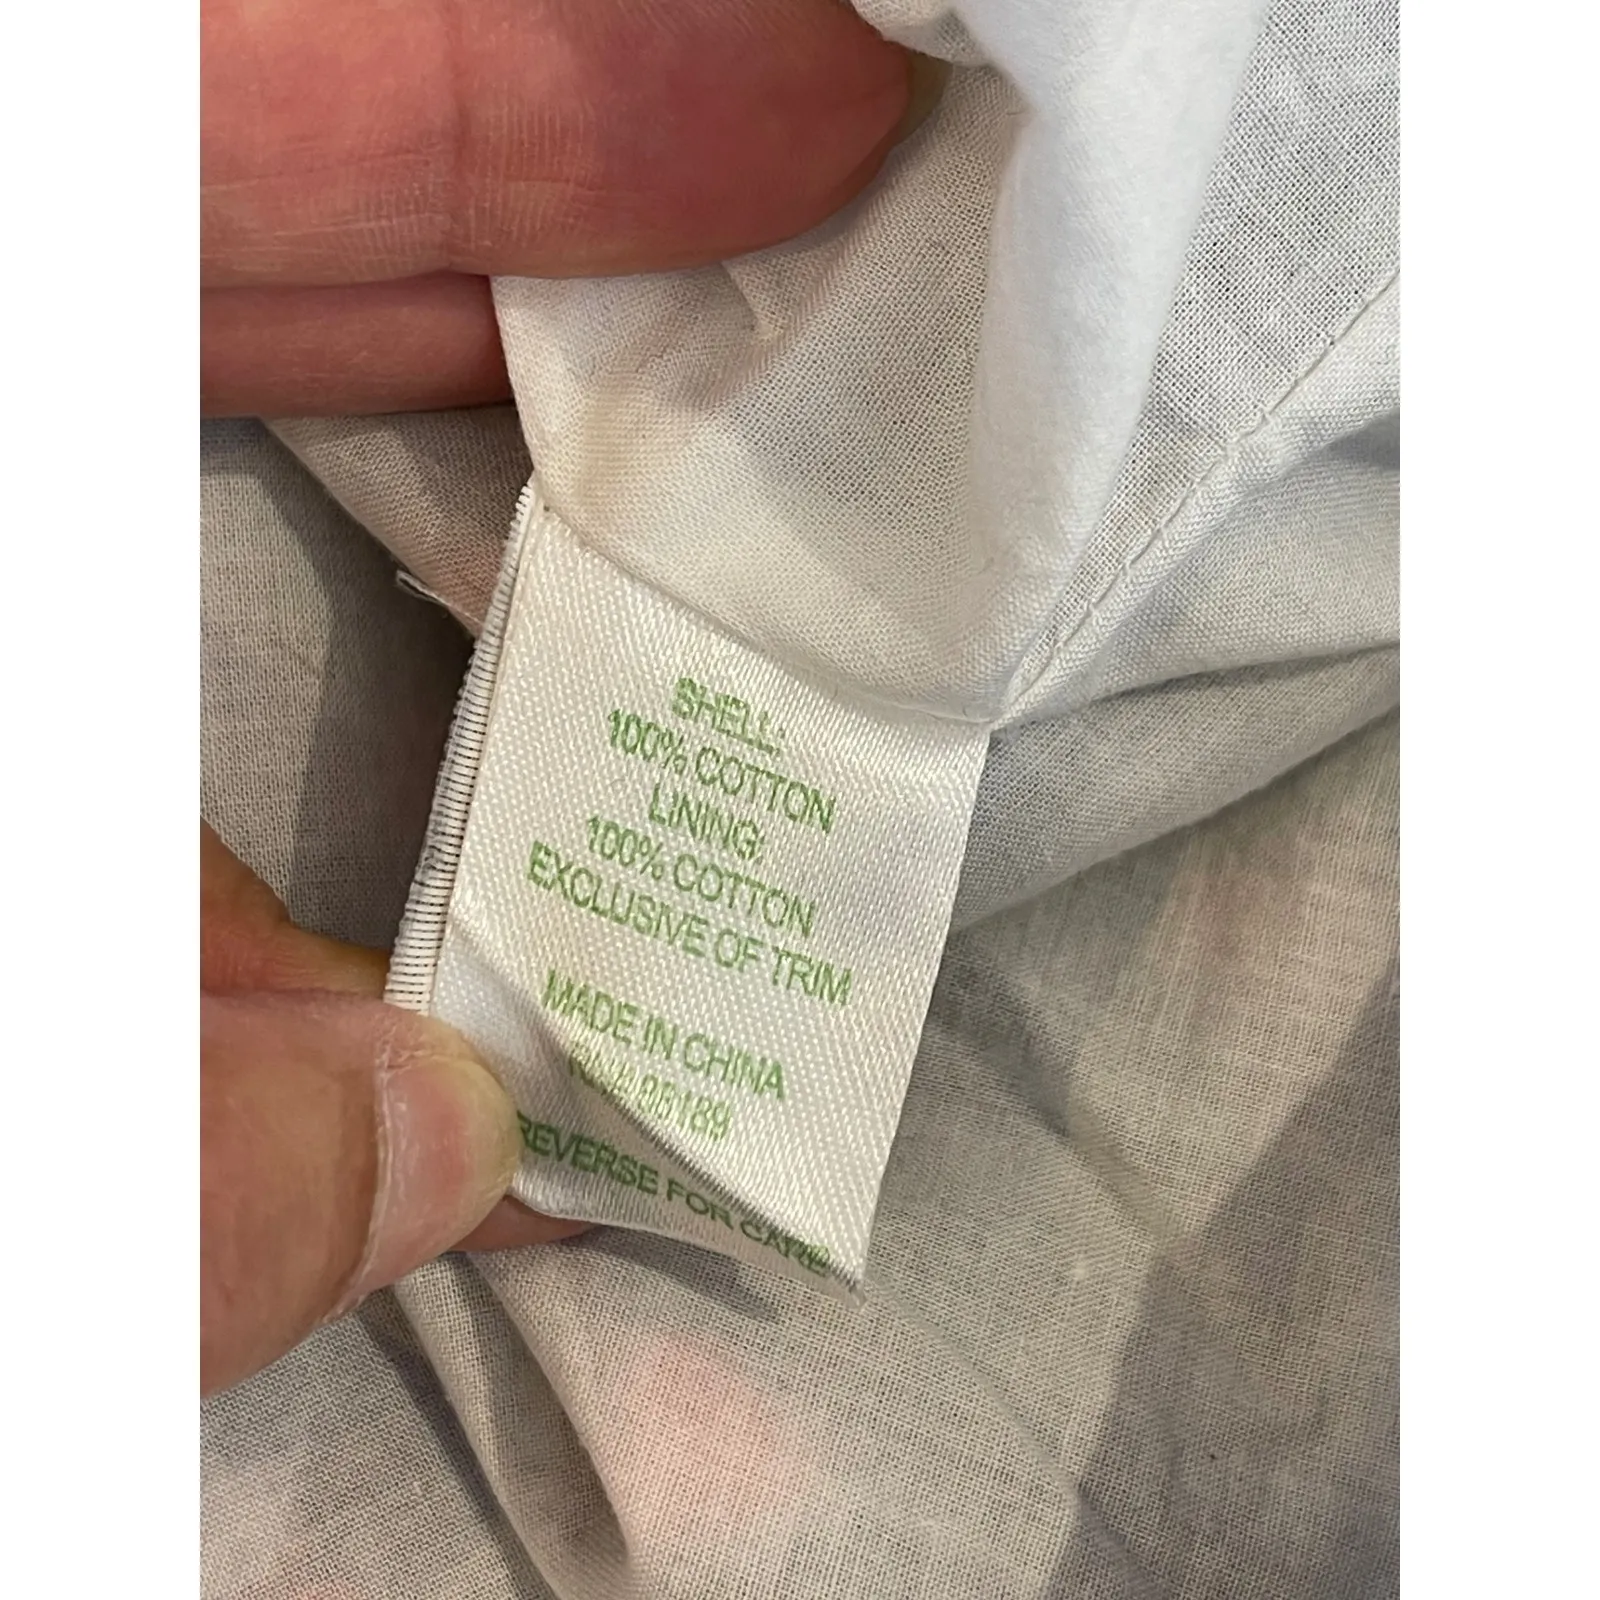 SHELL:
100% COTTON
LINING:
100% COTTON
EXCLUSIVE OF TRIM
MADE IN CHINA
REVERSE FOR CARE